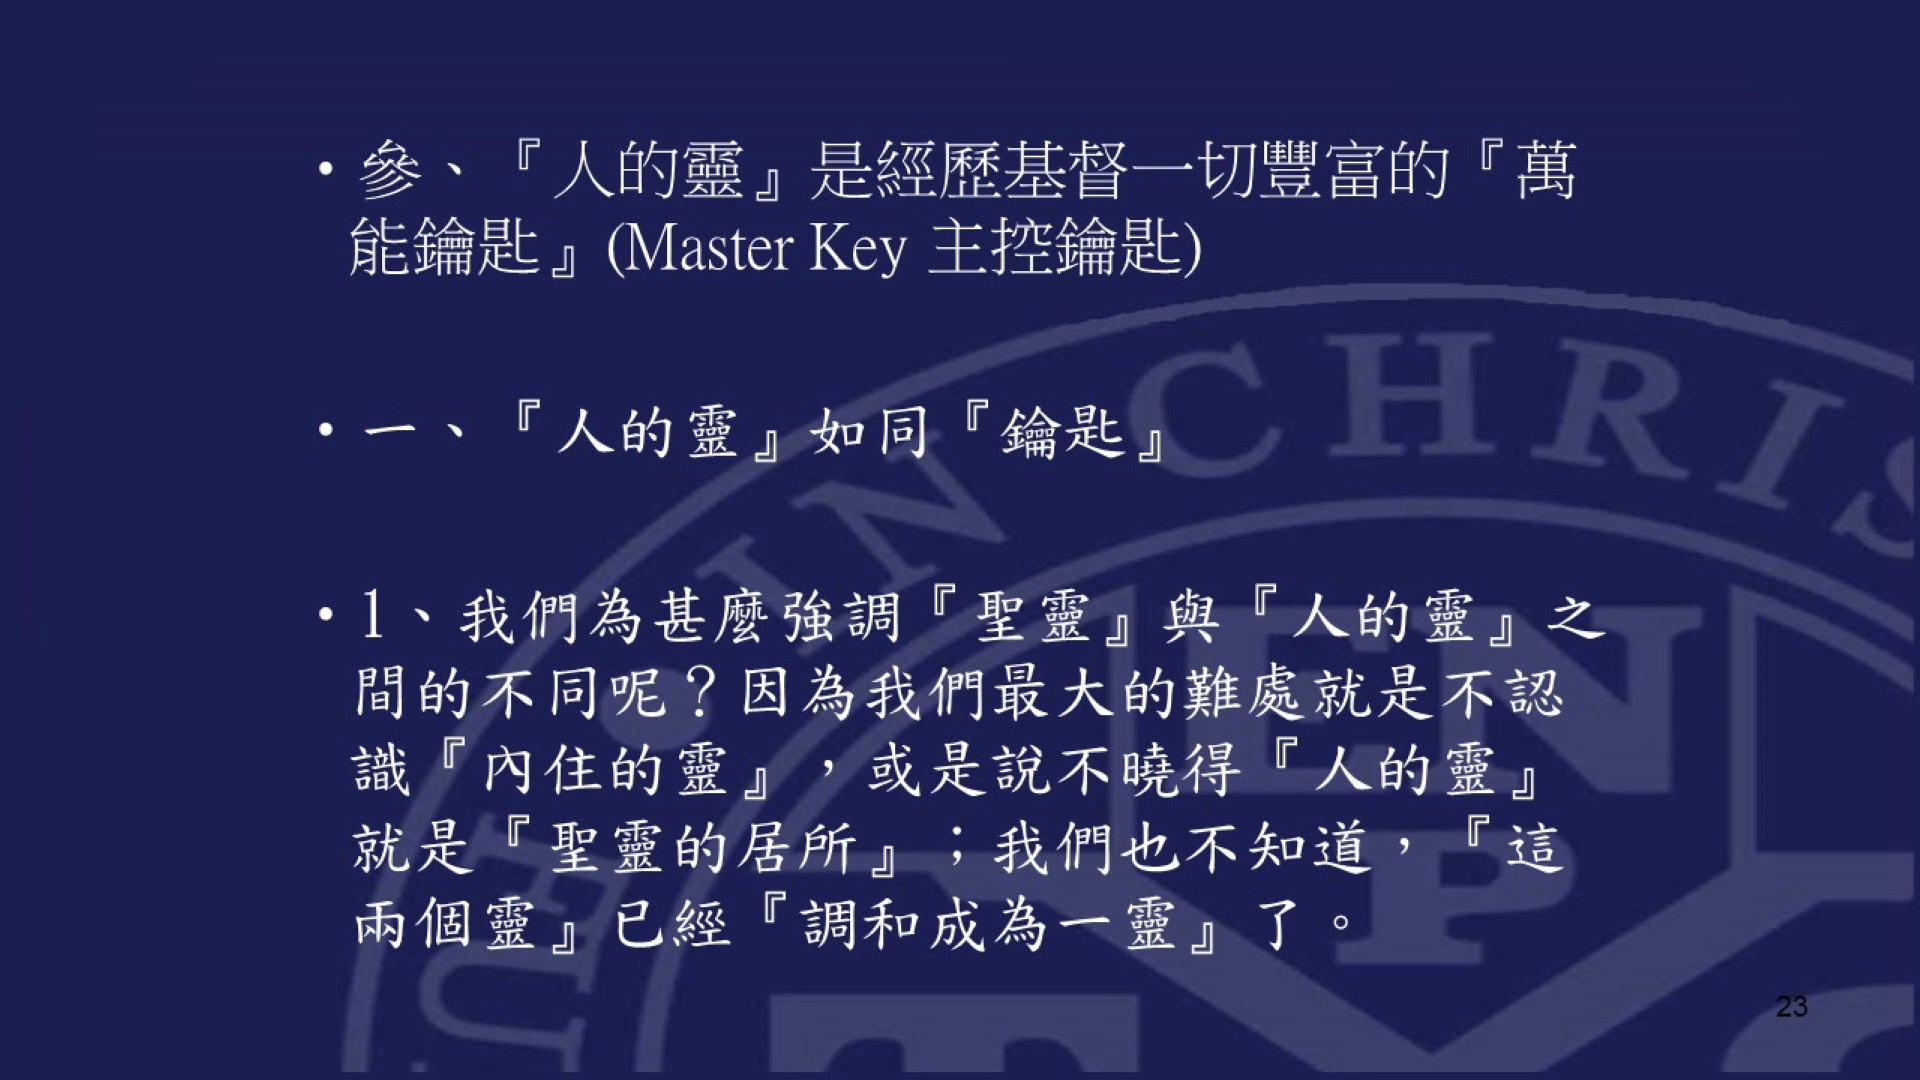 • 參、『人的靈』是經歷基督一切豐富的『萬
能鑰匙』(Master Key 主控鑰匙)
• 一、『人的靈』如同『鑰匙』
• 1、我們為甚麼強調『聖靈』與『人的靈』之
間的不同呢？因為我們最大的難處就是不認
識『內住的靈』，或是說不曉得『人的靈』
就是『聖靈的居所』；我們也不知道，『這
兩個靈』已經『調和成為一靈』了。
IN CHRIS
EN
P
23